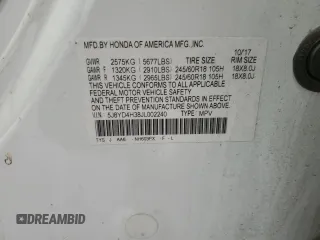 MFD BY HONDA OF AMERICA MFG.,INC. 10/17
GVWR 2575KG ( 5677LBS) TIRE SIZE RIM SIZE
GAWR F 1320KG ( 2910LBS) 245/60R18 105H 18X8.0J
GAWR R 1345KG ( 2965LBS) 245/60R18 105H 18X8.0J
THIS VEHICLE CONFORMS TO ALL APPLICABLE
FEDERAL MOTOR VEHICLE SAFETY
AND THEFT PREVENTION STANDARDS IN EFFECT
ON THE DATE OF MANUFACTURE SHOWN ABOVE.
V.I.N. 5J8YD4H38JL002240 TYPE: MPV
AUTOBIDCAR